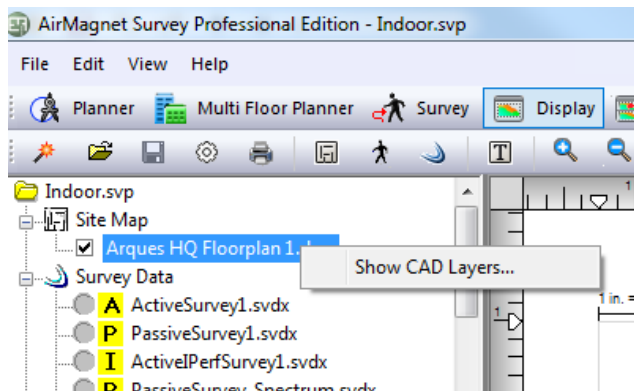 AirMagnet Survey Professional Edition - Indoor.svp
File Edit View Help
Planner Multi Floor Planner Survey Display
T
Indoor.svp
Site Map
Arques HQ Floorplan 1.
Show CAD Layers...
Survey Data
A ActiveSurvey1.svdx
1 in. =
1
P PassiveSurvey1.svdx
I ActiveIPerfSurvey1.svdx
PassiveSurvey_Spectrum.svdx